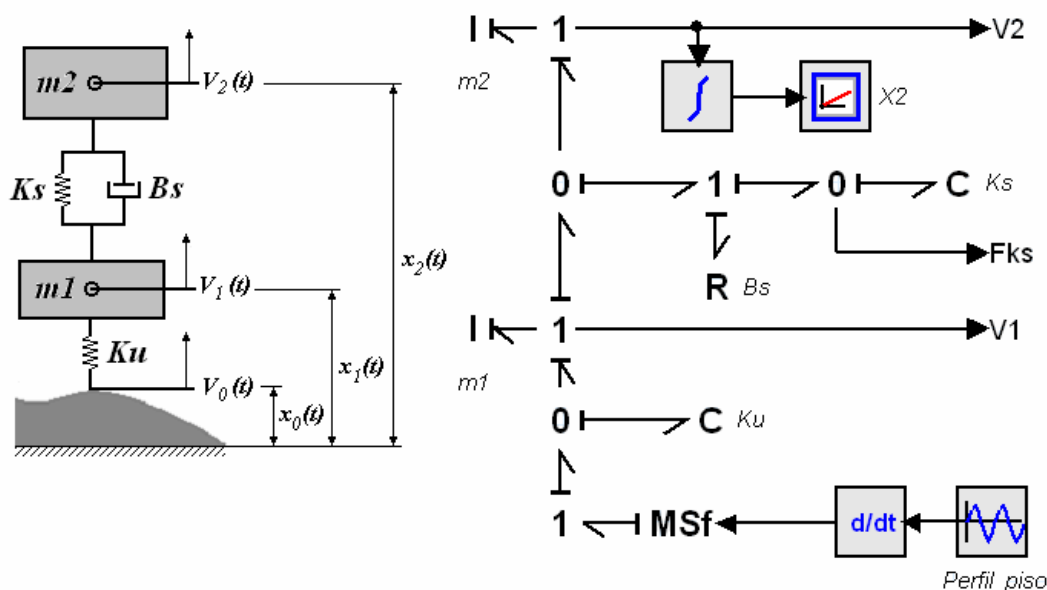 m2
V2(t)
Ks
Bs
x2(t)
m1
V1(t)
Ku
x1(t)
V0(t)
x0(t)
I 1 V2
m2
X2
0 1 0 C Ks
Fks
R Bs
I 1 V1
m1
0 C Ku
1 MSf d/dt
Perfil piso